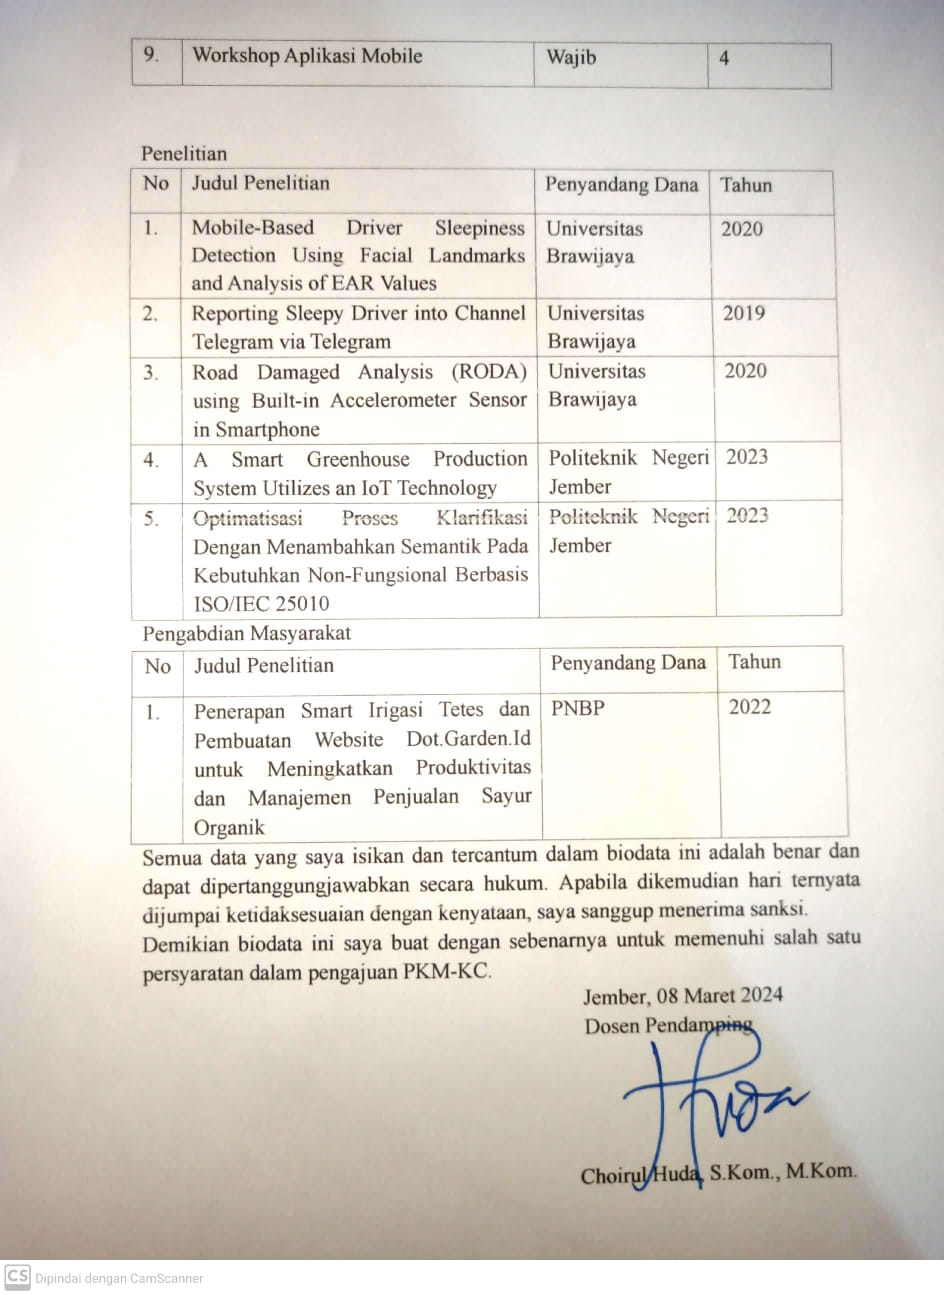 9. Workshop Aplikasi Mobile Wajib 4
Penelitian
No Judul Penelitian Penyandang Dana Tahun
1. Mobile-Based Driver Sleepiness Universitas 2020
Detection Using Facial Landmarks Brawijaya
and Analysis of EAR Values
2. Reporting Sleepy Driver into Channel Universitas 2019
Telegram via Telegram Brawijaya
3. Road Damaged Analysis (RODA) Universitas 2020
using Built-in Accelerometer Sensor Brawijaya
in Smartphone
4. A Smart Greenhouse Production Politeknik Negeri 2023
System Utilizes an IoT Technology Jember
5. Optimatisasi Proses Klarifikasi Politeknik Negeri 2023
Dengan Menambahkan Semantik Pada Jember
Kebutuhkan Non-Fungsional Berbasis
ISO/IEC 25010
Pengabdian Masyarakat
No Judul Penelitian Penyandang Dana Tahun
1. Penerapan Smart Irigasi Tetes dan PNBP 2022
Pembuatan Website Dot.Garden.Id
untuk Meningkatkan Produktivitas
dan Manajemen Penjualan Sayur
Organik
Semua data yang saya isikan dan tercantum dalam biodata ini adalah benar dan
dapat dipertanggungjawabkan secara hukum. Apabila dikemudian hari ternyata
dijumpai ketidaksesuaian dengan kenyataan, saya sanggup menerima sanksi.
Demikian biodata ini saya buat dengan sebenarnya untuk memenuhi salah satu
persyaratan dalam pengajuan PKM-KC.
Jember, 08 Maret 2024
Dosen Pendamping
Huda
Choirul Huda, S.Kom., M.Kom.
CS Dipindai dengan CamScanner